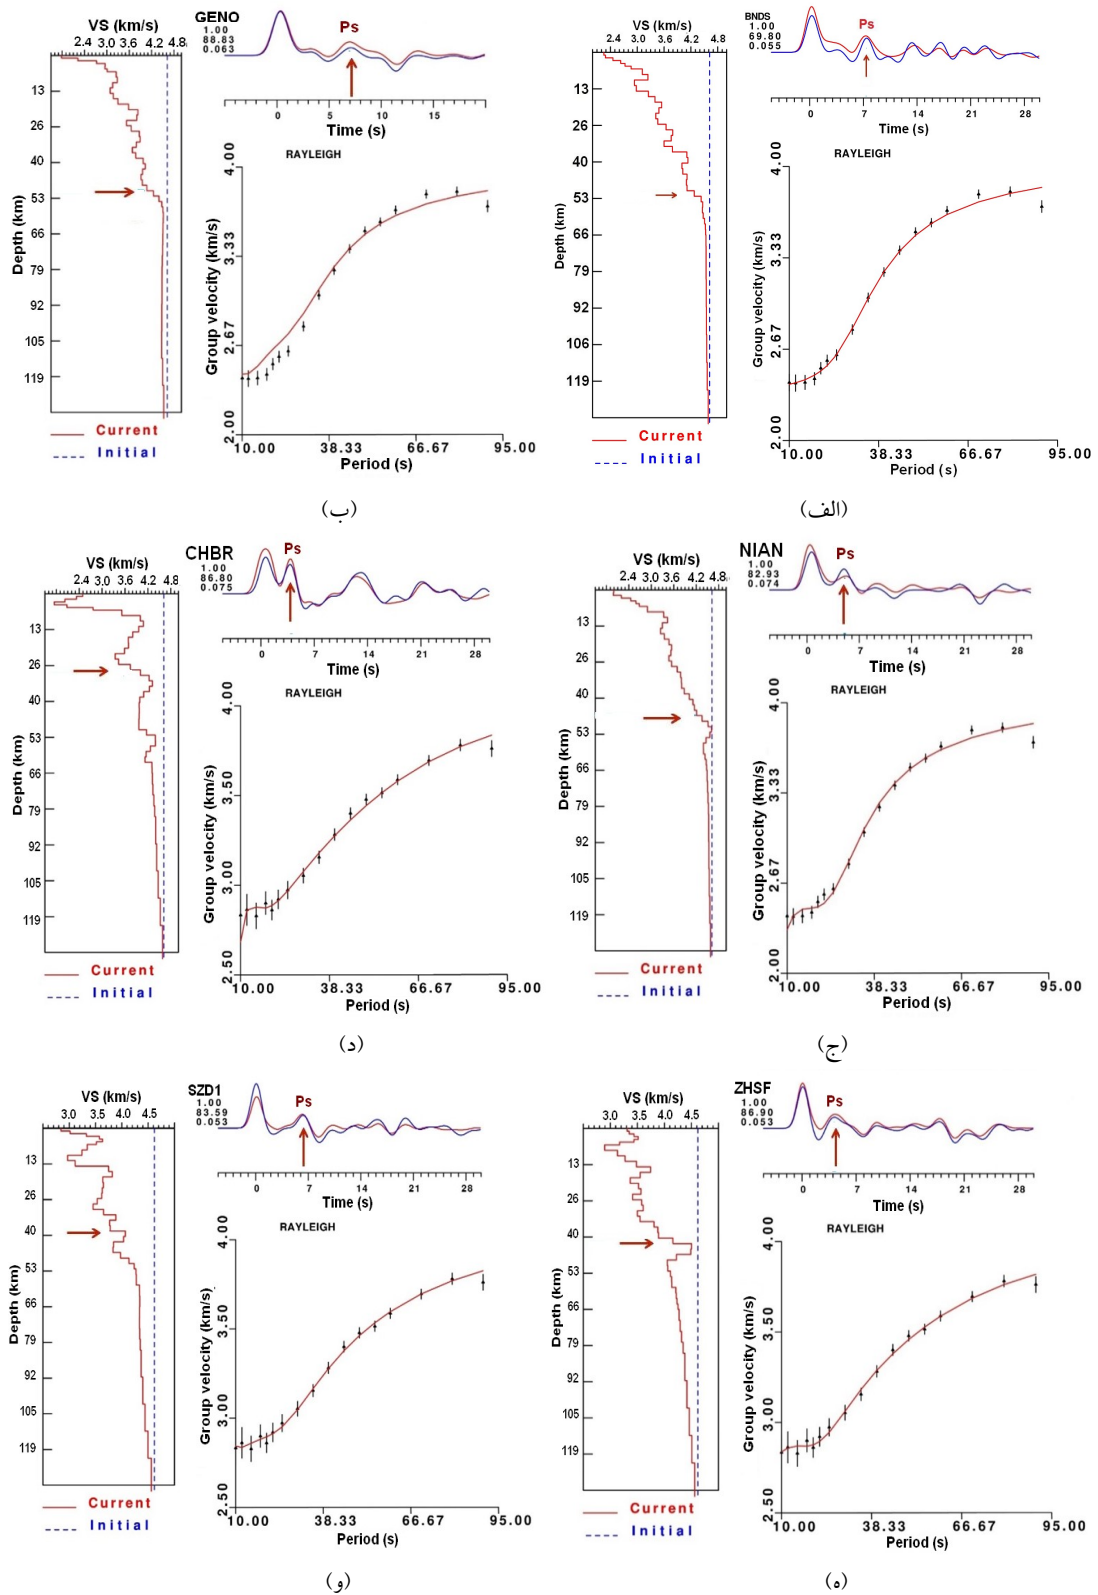 VS (km/s)
2.4 3.0 3.6 4.2 4.8
GENO
1.00
88.83
0.063
Ps
0 5 10 15
Time (s)
13
26
40
53
66
79
92
105
119
Depth (km)
Current
Initial
RAYLEIGH
4.00
3.33
2.67
2.00
Group velocity (km/s)
10.00 38.33 66.67 95.00
Period (s)
(ب)
VS (km/s)
2.4 3.0 3.6 4.2 4.8
BNDS
1.00
69.80
0.055
Ps
0 7 14 21 28
Time (s)
13
26
40
53
66
79
92
106
119
Depth (km)
Current
Initial
RAYLEIGH
4.00
3.33
2.67
2.00
Group velocity (km/s)
10.00 38.33 66.67 95.00
Period (s)
(الف)
VS (km/s)
2.4 3.0 3.6 4.2 4.8
CHBR
1.00
86.80
0.075
Ps
0 7 14 21 28
Time (s)
13
26
40
53
66
79
92
105
119
Depth (km)
Current
Initial
RAYLEIGH
4.00
3.50
3.00
2.50
Group velocity (km/s)
10.00 38.33 66.67 95.00
Period (s)
(د)
VS (km/s)
2.4 3.0 3.6 4.2 4.8
NIAN
1.00
82.93
0.074
Ps
0 7 14 21 28
Time (s)
13
26
40
53
66
79
92
105
119
Depth (km)
Current
Initial
RAYLEIGH
4.00
3.33
2.67
2.00
Group velocity (km/s)
10.00 38.33 66.67 95.00
Period (s)
(ج)
VS (km/s)
3.0 3.5 4.0 4.5
SZD1
1.00
83.59
0.053
Ps
0 7 14 21 28
Time (s)
13
26
40
53
66
79
92
105
119
Depth (km)
Current
Initial
RAYLEIGH
4.00
3.50
3.00
2.50
Group velocity (km/s)
10.00 38.33 66.67 95.00
Period (s)
(و)
VS (km/s)
3.0 3.5 4.0 4.5
ZHSF
1.00
86.90
0.053
Ps
0 7 14 21 28
Time (s)
13
26
40
53
66
79
92
105
119
Depth (km)
Current
Initial
RAYLEIGH
4.00
3.50
3.00
2.50
Group velocity (km/s)
10.00 38.33 66.67 95.00
Period (s)
(ه)